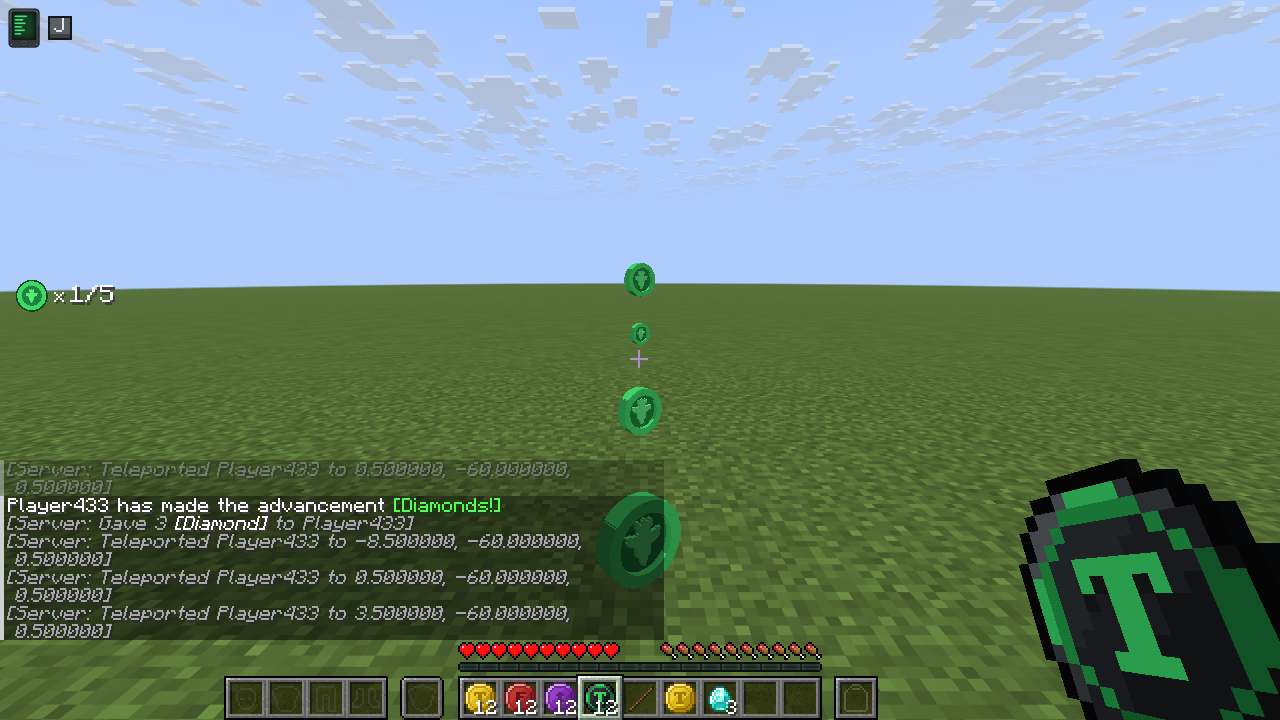 J
x 1/5
[Server: Teleported Player433 to 0.500000, -60.000000,
0.500000]
Player433 has made the advancement [Diamonds!]
[Server: Gave 3 [Diamond] to Player433]
[Server: Teleported Player433 to -8.500000, -60.000000,
0.500000]
[Server: Teleported Player433 to 0.500000, -60.000000,
0.500000]
[Server: Teleported Player433 to 3.500000, -60.000000,
0.500000]
T
T 12 F 12 12 T 12 T 3